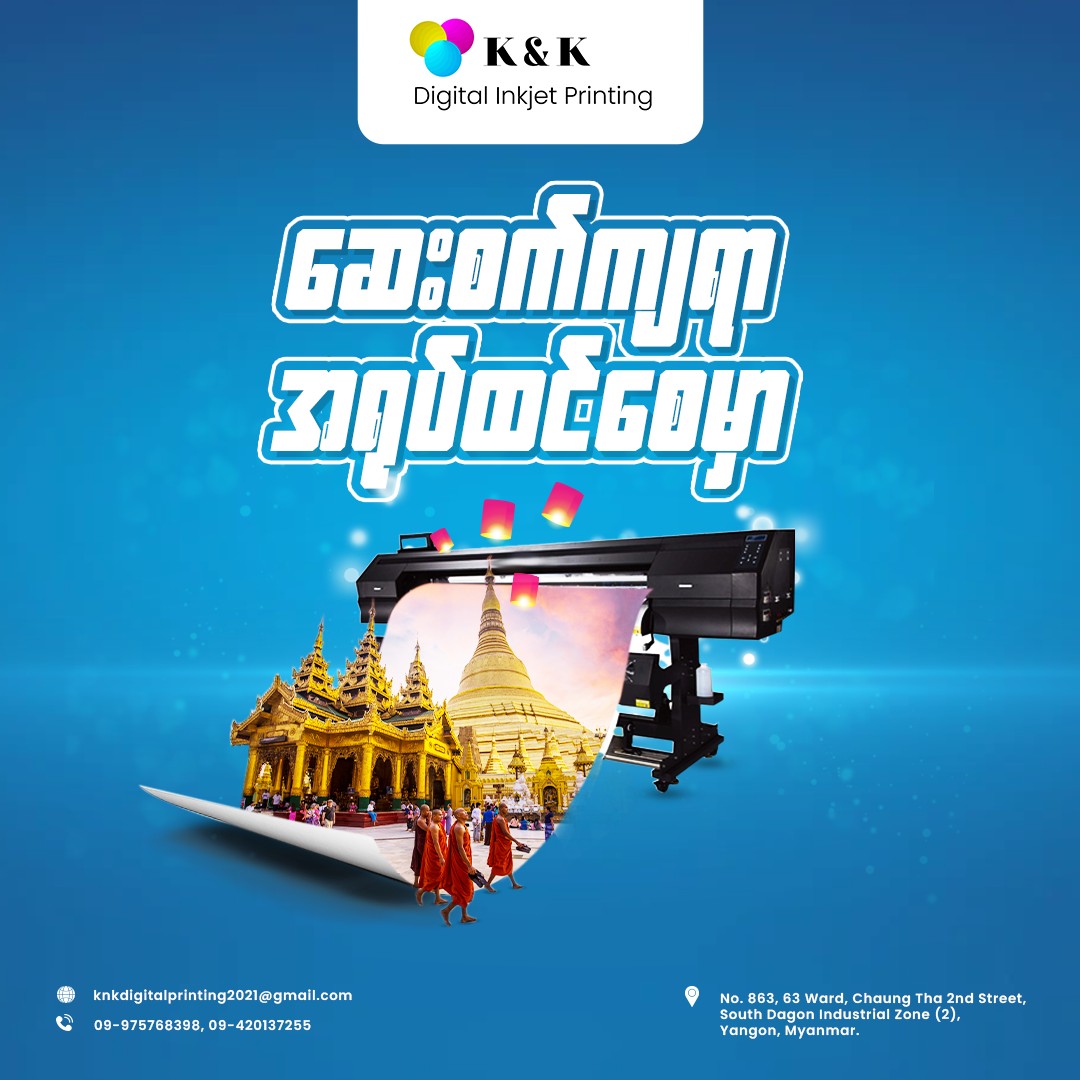 K & K
Digital Inkjet Printing
ဆေးစက်ကျရာ
အရုပ်ထင်စေမှာ
knkdigitalprinting2021@gmail.com
09-975768398, 09-420137255
No. 863, 63 Ward, Chaung Tha 2nd Street,
South Dagon Industrial Zone (2),
Yangon, Myanmar.